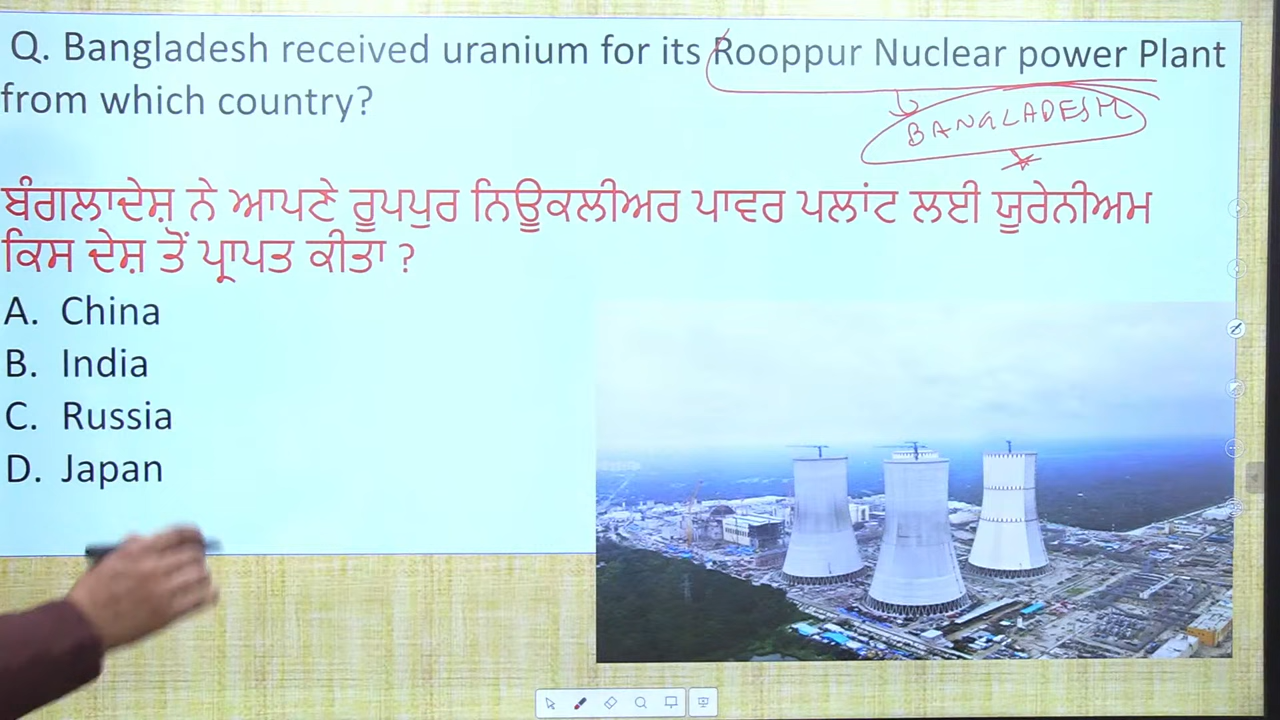 Q. Bangladesh received uranium for its Rooppur Nuclear power Plant
from which country?
BANGLADESH
ਬੰਗਲਾਦੇਸ਼ ਨੇ ਆਪਣੇ ਰੂਪਪੁਰ ਨਿਊਕਲੀਅਰ ਪਾਵਰ ਪਲਾਂਟ ਲਈ ਯੂਰੇਨੀਅਮ
ਕਿਸ ਦੇਸ਼ ਤੋਂ ਪ੍ਰਾਪਤ ਕੀਤਾ ?
A. China
B. India
C. Russia
D. Japan